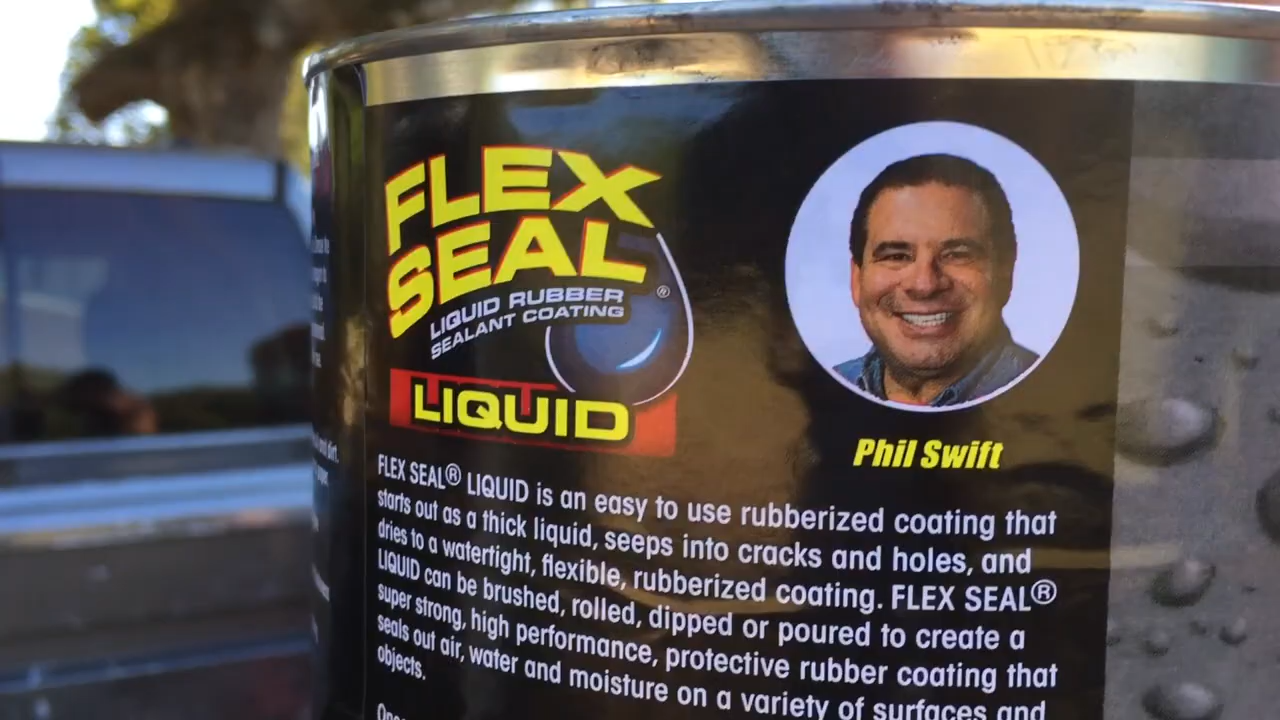 FLEX
SEAL
®
LIQUID RUBBER
SEALANT COATING
LIQUID
Phil Swift
FLEX SEAL® LIQUID is an easy to use rubberized coating that
starts out as a thick liquid, seeps into cracks and holes, and
dries to a watertight, flexible, rubberized coating. FLEX SEAL®
LIQUID can be brushed, rolled, dipped or poured to create a
super strong, high performance, protective rubber coating that
seals out air, water and moisture on a variety of surfaces and
objects.